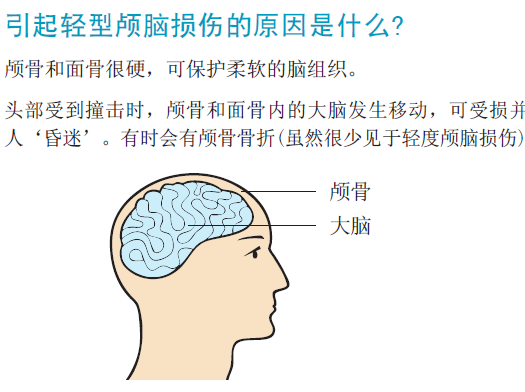 引起轻型颅脑损伤的原因是什么?
颅骨和面骨很硬，可保护柔软的脑组织。
头部受到撞击时，颅骨和面骨内的大脑发生移动，可受损并
人‘昏迷’。有时会有颅骨骨折(虽然很少见于轻度颅脑损伤)
颅骨
大脑